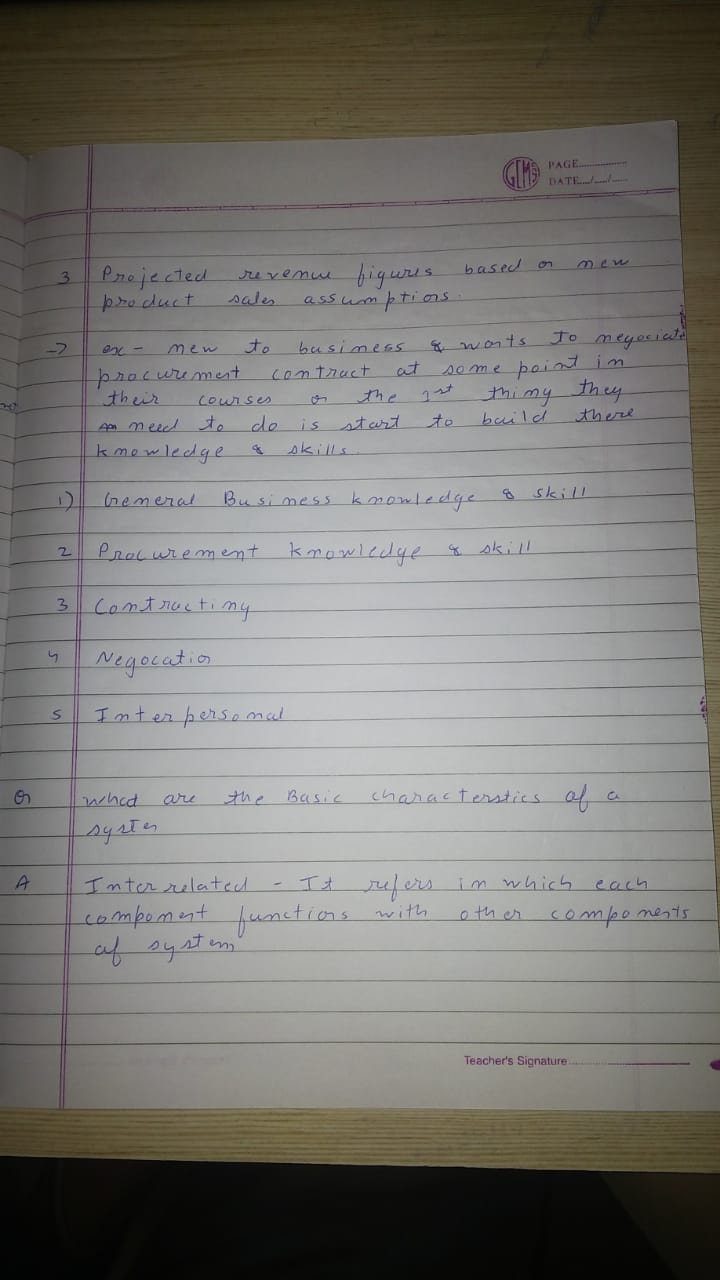 GEMS
PAGE
DATE / /
3 Projected revenue figures based on new
product sales assumptions.
-> ex - new to business & wants to negociate
procurement contract at some point in
their courses or the 1st thing they
need to do is start to build there
knowledge & skills.
1) General Business knowledge & skill
2 Procurement knowledge & skill
3 Contracting
4 Negocation
5 Interpersonal
Q what are the Basic characterstics of a
system
A Inter related - It refers in which each
component functions with other components
of system
Teacher's Signature